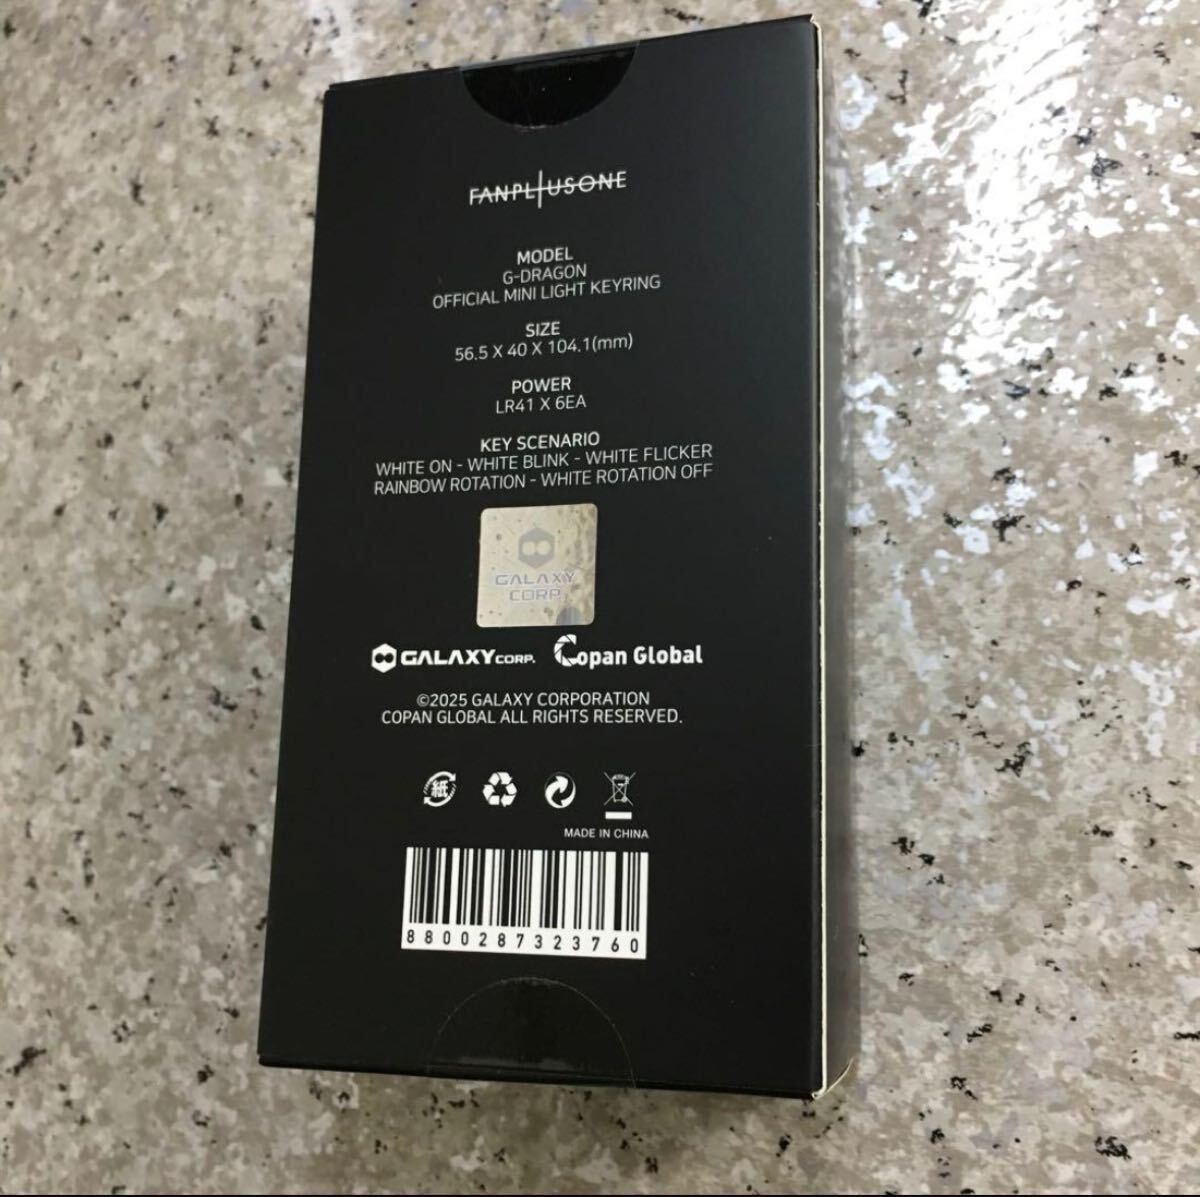 FANPLUSONE
MODEL
G-DRAGON
OFFICIAL MINI LIGHT KEYRING
SIZE
56.5 X 40 X 104.1(mm)
POWER
LR41 X 6EA
KEY SCENARIO
WHITE ON - WHITE BLINK - WHITE FLICKER
RAINBOW ROTATION - WHITE ROTATION OFF
GALAXY
CORP.
GALAXY CORP. Copan Global
©2025 GALAXY CORPORATION
COPAN GLOBAL ALL RIGHTS RESERVED.
紙
MADE IN CHINA
8800287323760